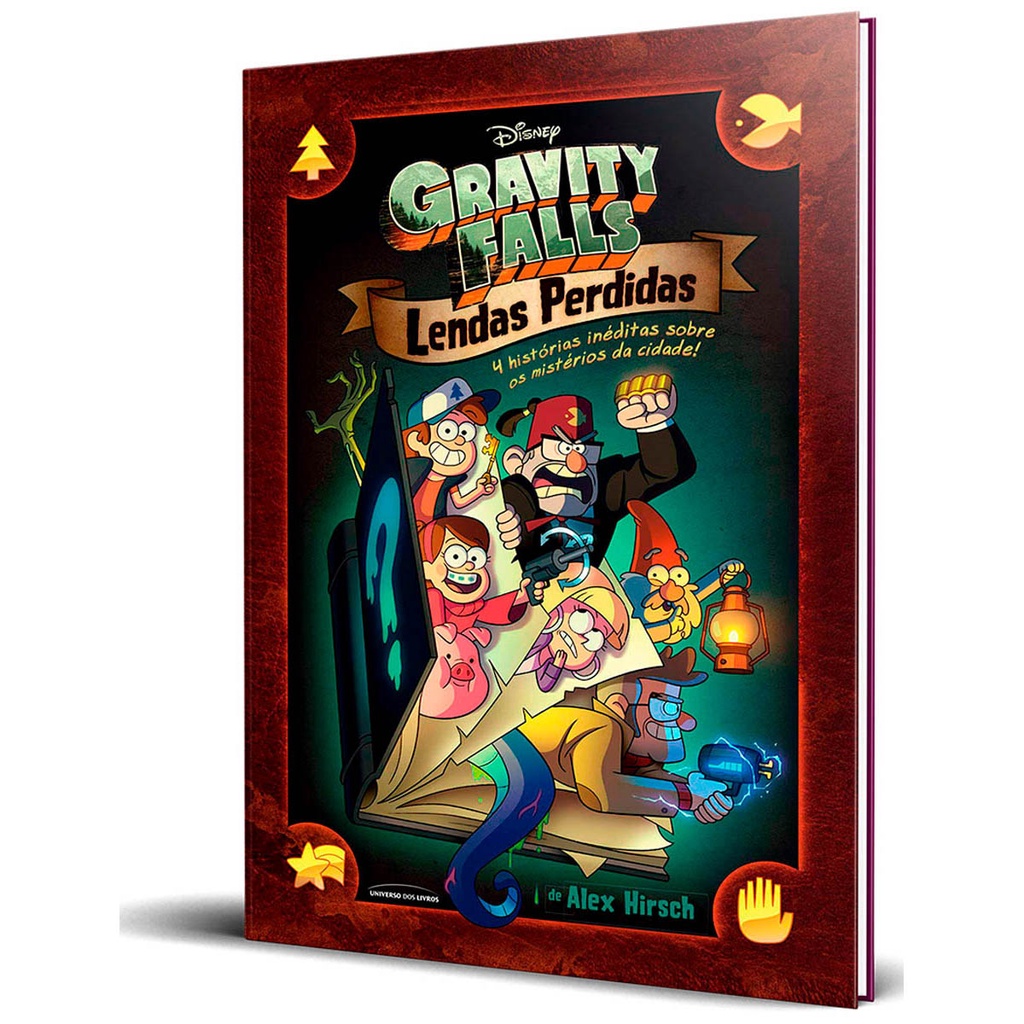 Disney
GRAVITY
FALLS
Lendas Perdidas
4 histórias inéditas sobre
os mistérios da cidade!
UNIVERSO DOS LIVROS
de Alex Hirsch